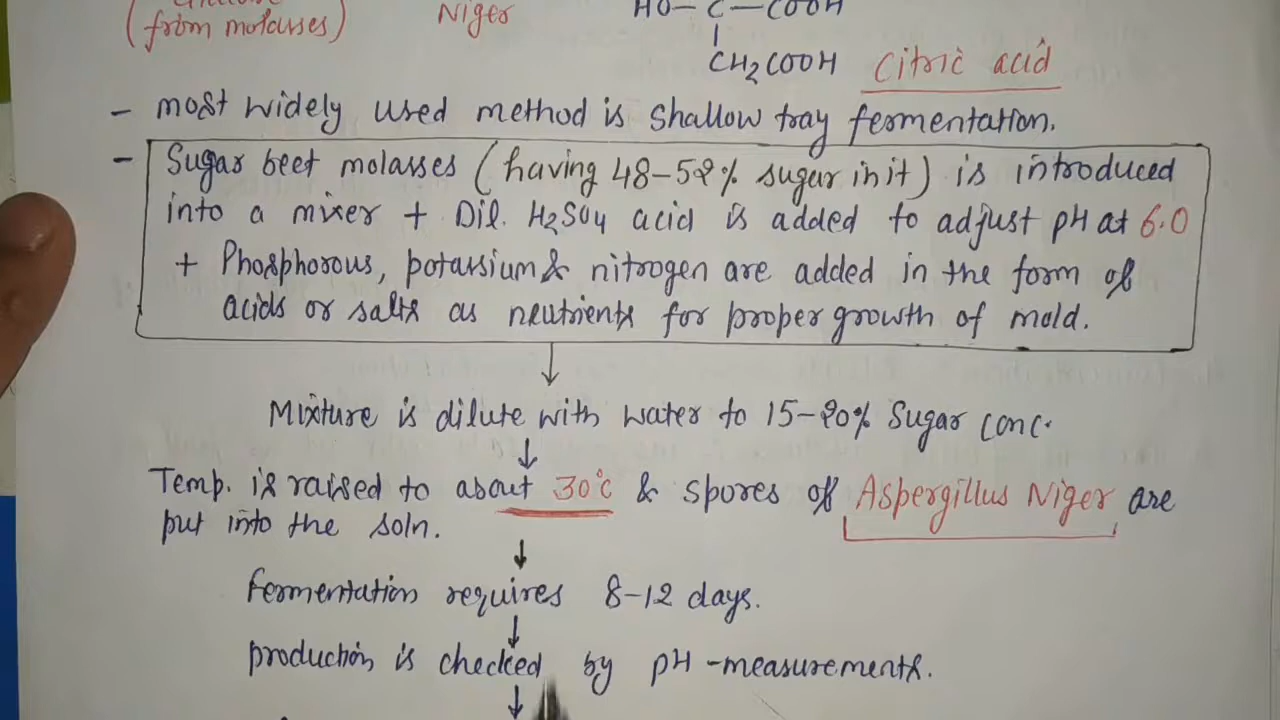 (from molasses)
Niger
HO-C-COOH
CH2COOH
Citric acid
- most widely used method is shallow tray fermentation.
- Sugar beet molasses (having 48-52% sugar in it) is introduced
into a mixer + Dil. H2SO4 acid is added to adjust pH at 6.0
+ Phosphorous, potassium & nitrogen are added in the form of
acids or salts as neutrients for proper growth of mold.
Mixture is dilute with water to 15-20% Sugar conc.
Temp. is raised to about 30°C & spores of Aspergillus Niger are
put into the soln.
Fermentation requires 8-12 days.
production is checked by pH-measurements.